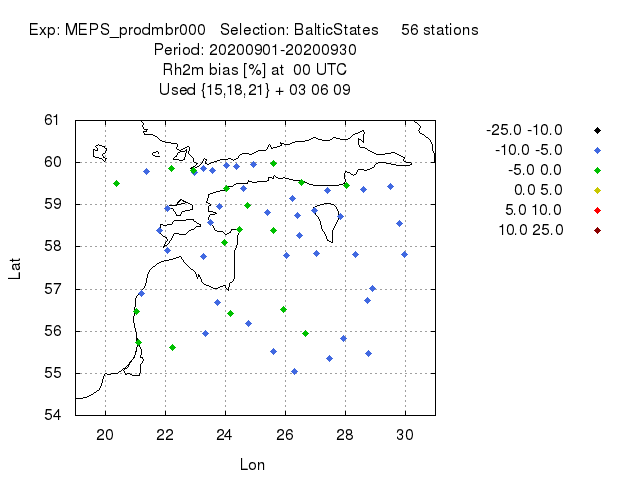 Exp: MEPS_prodmbr000   Selection: BalticStates     56 stations
Period: 20200901-20200930
Rh2m bias [%] at  00 UTC
Used {15,18,21} + 03 06 09
61
60
59
58
57
56
55
54
Lat
20 22 24 26 28 30
Lon
-25.0 -10.0
-10.0 -5.0
-5.0 0.0
0.0 5.0
5.0 10.0
10.0 25.0